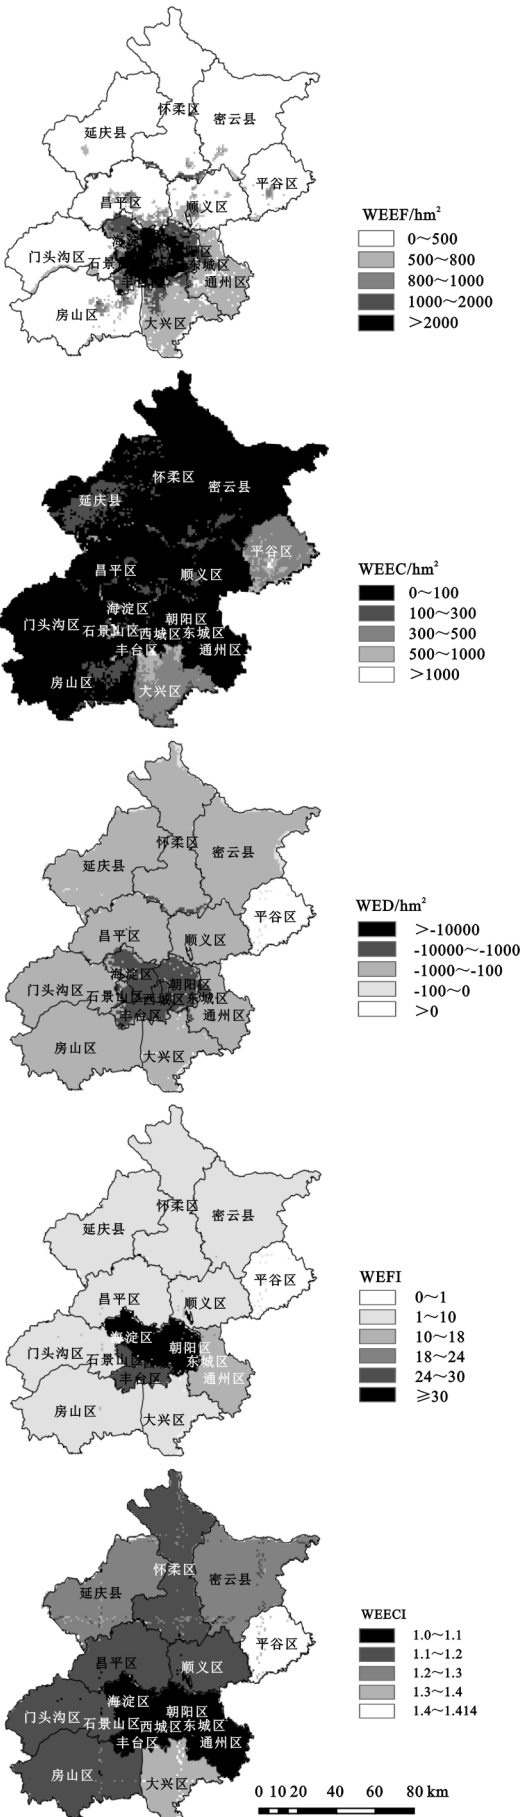 怀柔区
密云县
延庆县
平谷区
昌平区
顺义区
门头沟区
石景
东城区
通州区
丰台
房山区
大兴区
WEEF/hm²
0～500
500～800
800～1000
1000～2000
>2000
怀柔区
密云县
延庆县
平谷区
昌平区
顺义区
海淀区
门头沟区
朝阳区
石景山区
西城区
东城区
丰台区
通州区
房山区
大兴区
WEEC/hm²
0～100
100～300
300～500
500～1000
>1000
怀柔区
密云县
延庆县
平谷区
昌平区
顺义区
海淀区
门头沟区
朝阳区
石景山区
西城区
东城区
丰台区
通州区
房山区
大兴区
WED/hm²
>-10000
-10000～-1000
-1000～-100
-100～0
>0
怀柔区
密云县
延庆县
平谷区
昌平区
顺义区
海淀区
门头沟区
朝阳区
石景山区
东城区
丰台区
通州区
房山区
大兴区
WEFI
0～1
1～10
10～18
18～24
24～30
≥30
怀柔区
密云县
延庆县
平谷区
昌平区
顺义区
海淀区
门头沟区
朝阳区
石景山区
西城区
东城区
丰台区
通州区
房山区
大兴区
WEECI
1.0～1.1
1.1～1.2
1.2～1.3
1.3～1.4
1.4～1.414
0 10 20 40 60 80 km